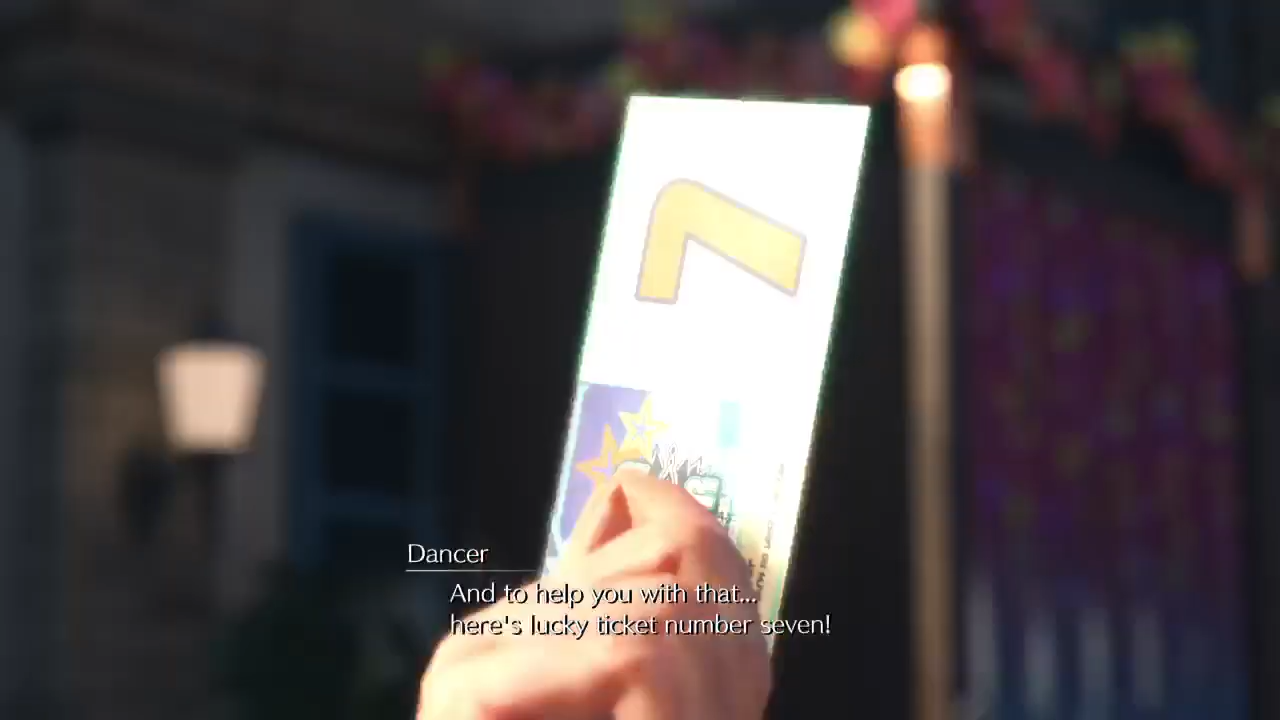 7
Dancer
And to help you with that...
here's lucky ticket number seven!